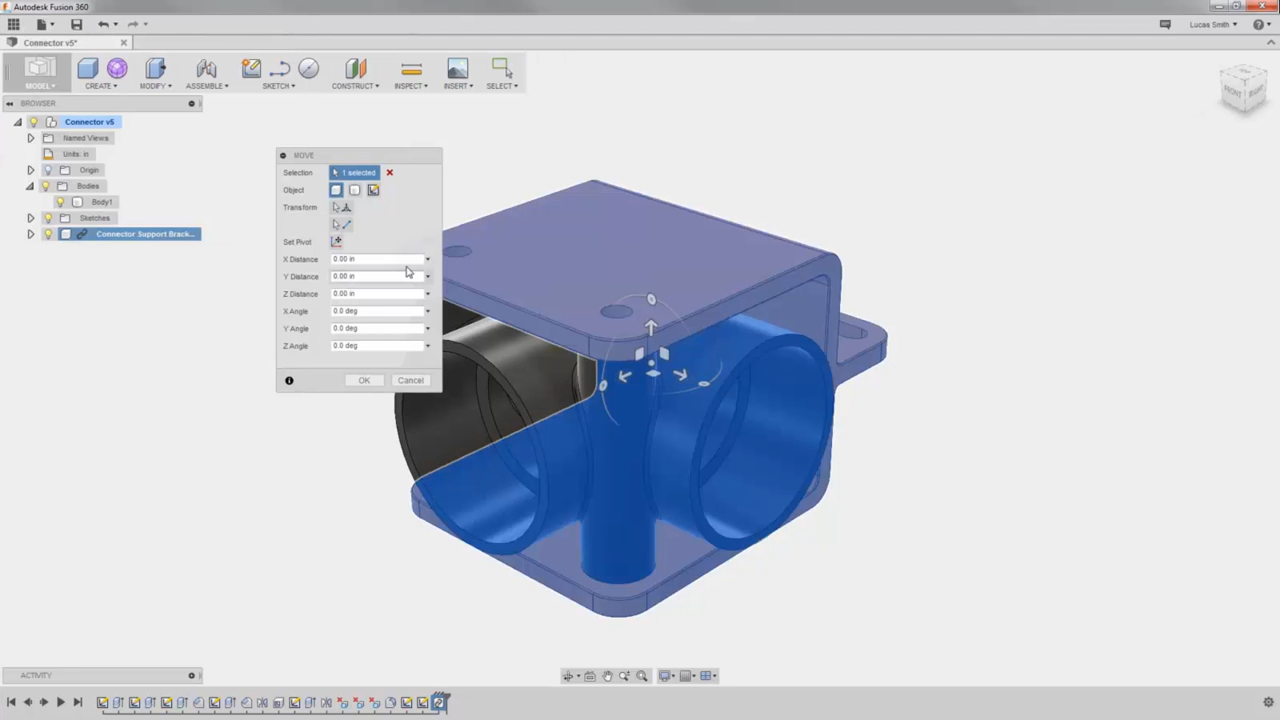 Autodesk Fusion 360
Lucas Smith
Connector v5*
MODEL
CREATE
MODIFY
ASSEMBLE
SKETCH
CONSTRUCT
INSPECT
INSERT
SELECT
FRONT
BROWSER
Connector v5
Named Views
Units: in
Origin
Bodies
Body1
Sketches
Connector Support Brack...
MOVE
Selection 1 selected
Object
Transform
Set Pivot
X Distance 0.00 in
Y Distance 0.00 in
Z Distance 0.00 in
X Angle 0.0 deg
Y Angle 0.0 deg
Z Angle 0.0 deg
OK Cancel
ACTIVITY